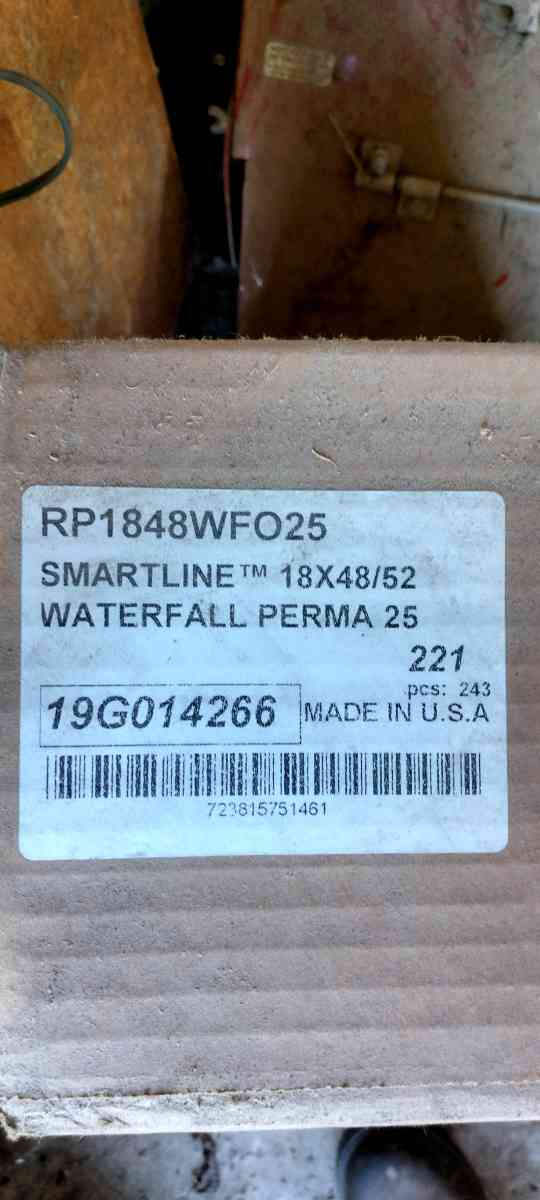 RP1848WFO25
SMARTLINE™ 18X48/52
WATERFALL PERMA 25
221
pcs: 243
19G014266 MADE IN U.S.A
723815751461